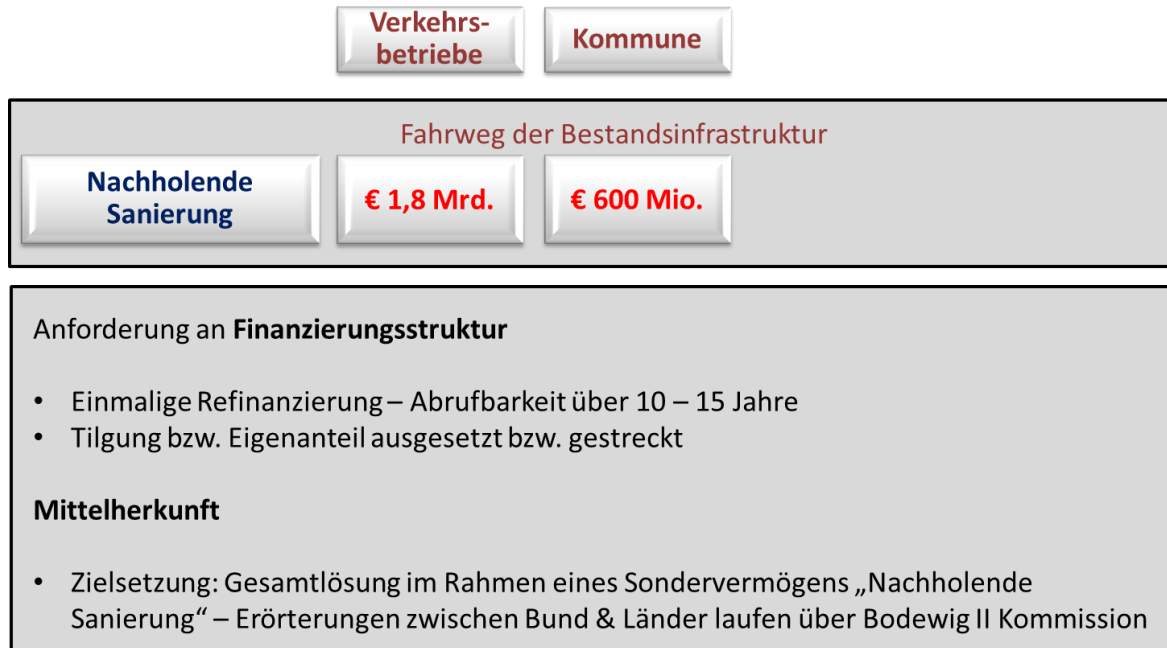 Verkehrs-
betriebe
Kommune
Fahrweg der Bestandsinfrastruktur
Nachholende
Sanierung
€ 1,8 Mrd.
€ 600 Mio.
Anforderung an Finanzierungsstruktur
• Einmalige Refinanzierung – Abrufbarkeit über 10 – 15 Jahre
• Tilgung bzw. Eigenanteil ausgesetzt bzw. gestreckt
Mittelherkunft
• Zielsetzung: Gesamtlösung im Rahmen eines Sondervermögens „Nachholende
Sanierung“ – Erörterungen zwischen Bund & Länder laufen über Bodewig II Kommission